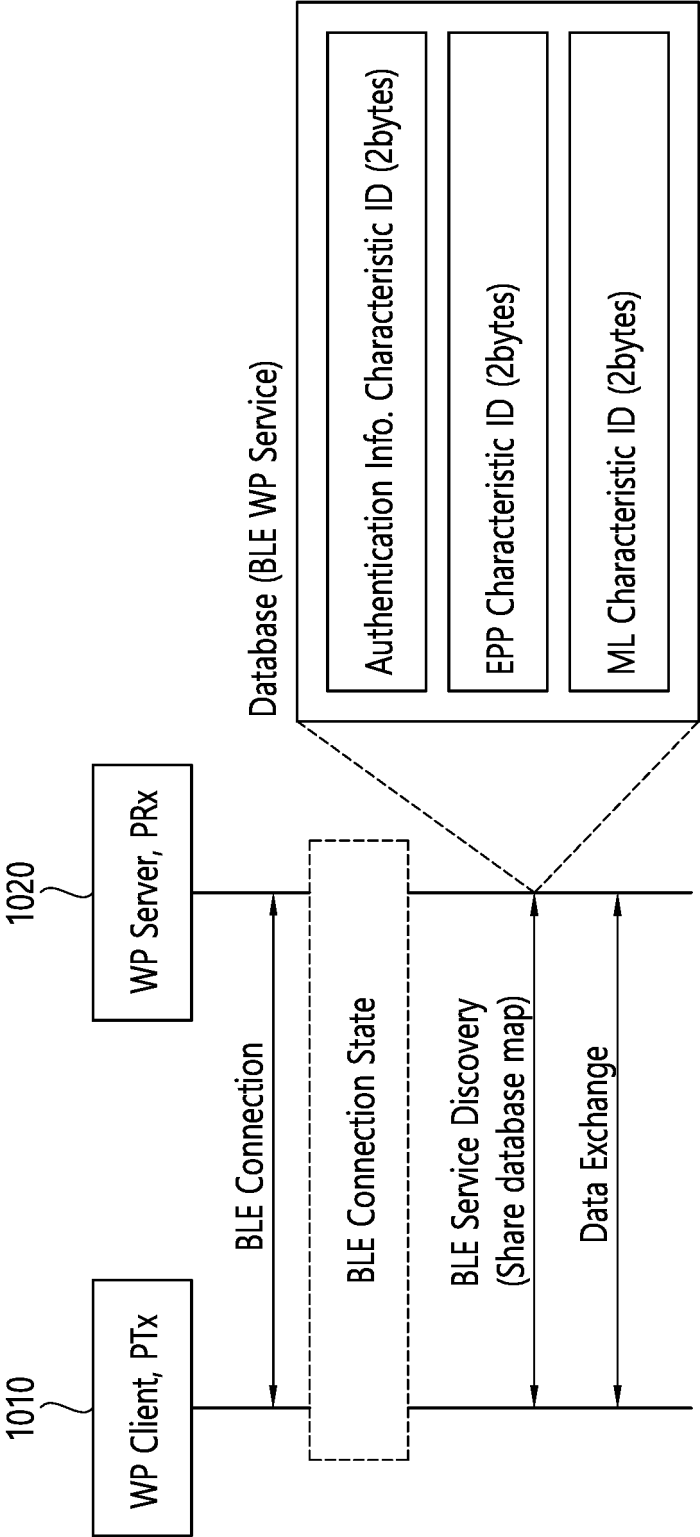 1010
1020
WP Client, PTx
WP Server, PRx
BLE Connection
BLE Connection State
BLE Service Discovery
(Share database map)
Data Exchange
Database (BLE WP Service)
Authentication Info. Characteristic ID (2bytes)
EPP Characteristic ID (2bytes)
ML Characteristic ID (2bytes)